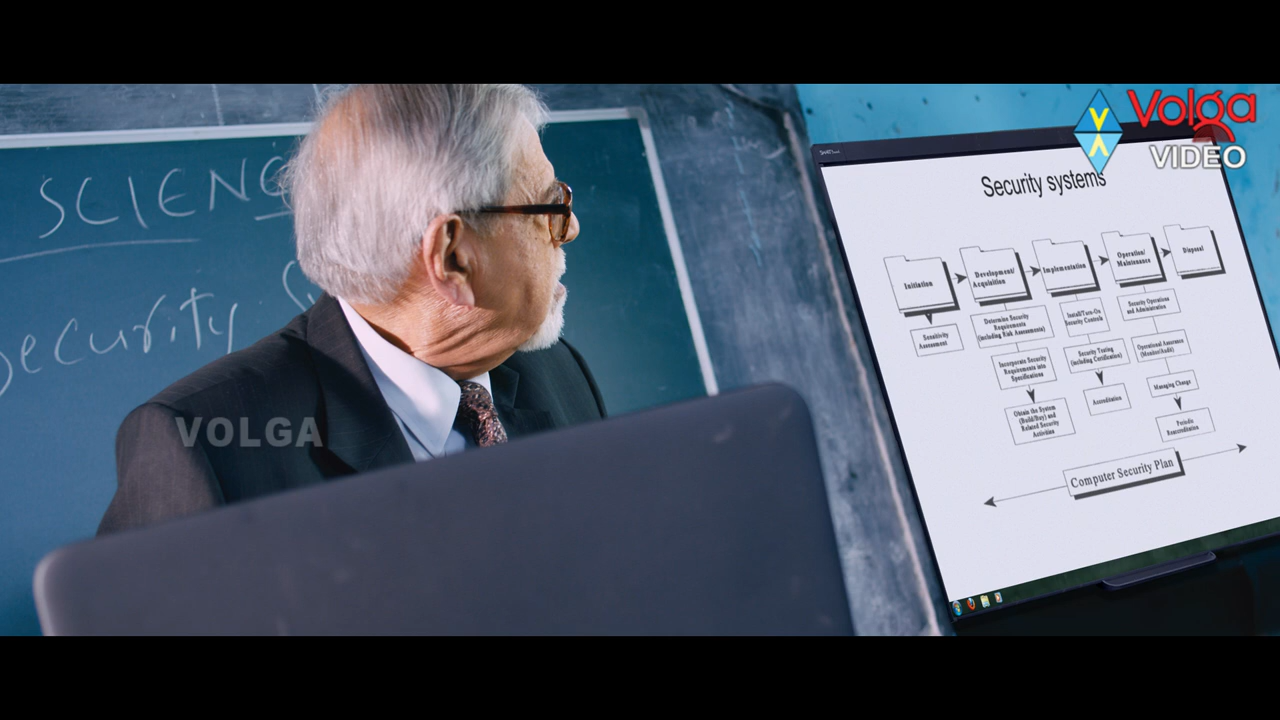 SCIENC
Security S
VOLGA
Volga
VIDEO
SMART
Security systems
Initiation
Development/
Acquisition
Implementation
Operation/
Maintenance
Disposal
Sensitivity
Assessment
Determine Security
Requirements
(including Risk Assessments)
Incorporate Security
Requirements into
Specifications
Obtain the System
(Build/Buy) and
Related Security
Activities
Install/Turn-On
Security Controls
Security Testing
(including Certification)
Accreditation
Security Operations
and Administration
Operational Assurance
(Monitor/Audit)
Managing Change
Periodic
Reaccreditation
Computer Security Plan